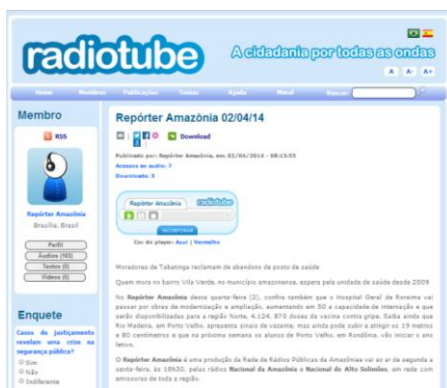 radiotube
A cidadania por todas as ondas
A A- A+
Home Membros Publicações Temas Ajuda Mural Buscar:
Membro
RSS
Repórter Amazônia
Brasília. Brasil
Perfil
Áudios (103)
Textos (0)
Vídeos (0)
Enquete
Casos de justiçamento
revelam uma crise na
segurança pública?
Sim
Não
Indiferente
Repórter Amazônia 02/04/14
Download
Publicado por: Repórter Amazônia, em: 02/04/2014 - 08:13:55
Acessos ao audio: 7
Downloads: 3
Repórter Amazônia
radiotube
INCORPORAR
Cor do player: Azul | Vermelho
Moradores de Tabatinga reclamam de abandono de posto de saúde
Quem mora no bairro Vila Verde, no município amazonense, espera pela unidade de saúde desde 2009
No Repórter Amazônia desta quarta-feira (2), confira também que o Hospital Geral de Roraima vai
passar por obras de modernização e ampliação, aumentando em 50 a capacidade de internação e que
serão disponibilizadas para a região Norte, 4.124. 870 doses da vacina contra gripe. Saiba ainda que
Rio Madeira, em Porto Velho, apresenta sinais de vazante, mas ainda pode subir e atingir os 19 metros
e 80 centímetros e que na próxima semana os alunos de Porto Velho, em Rondônia, vão iniciar o ano
letivo.
O Repórter Amazônia é uma produção da Rede de Rádios Públicas da Amazônias vai ao ar de segunda a
sexta-feira, às 18h30, pelas rádios Nacional da Amazônia e Nacional do Alto Solimões, em rede com
emissoras de toda a região.